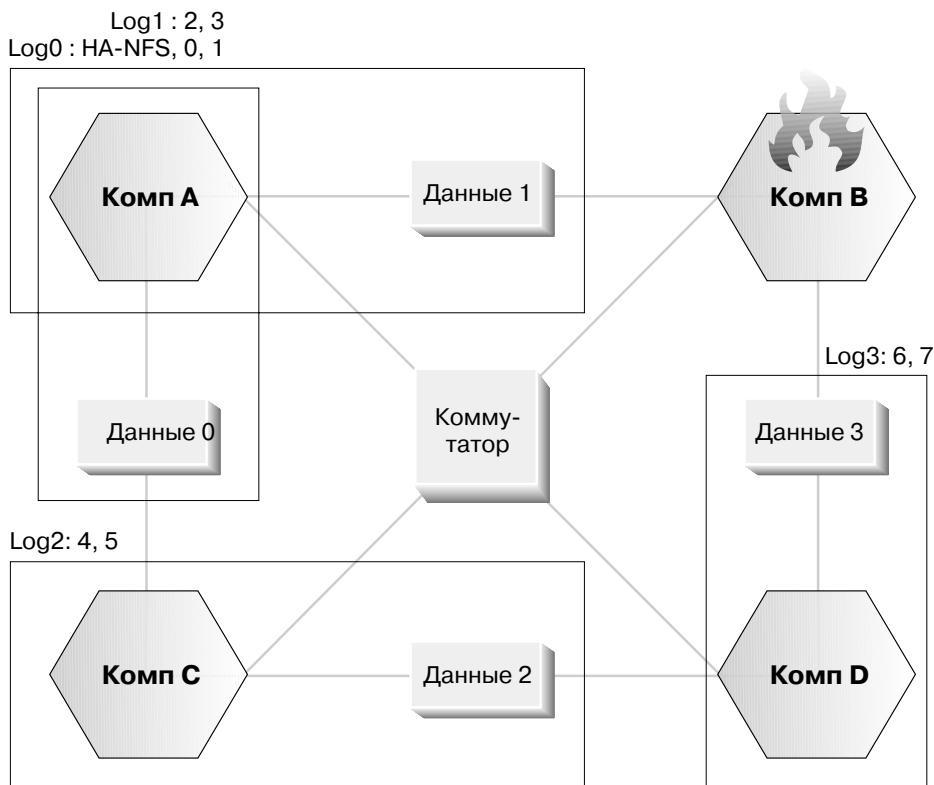 Log1 : 2, 3
Log0 : HA-NFS, 0, 1
Комп A
Данные 1
Комп B
Log3: 6, 7
Данные 0
Комму-
татор
Данные 3
Log2: 4, 5
Комп C
Данные 2
Комп D